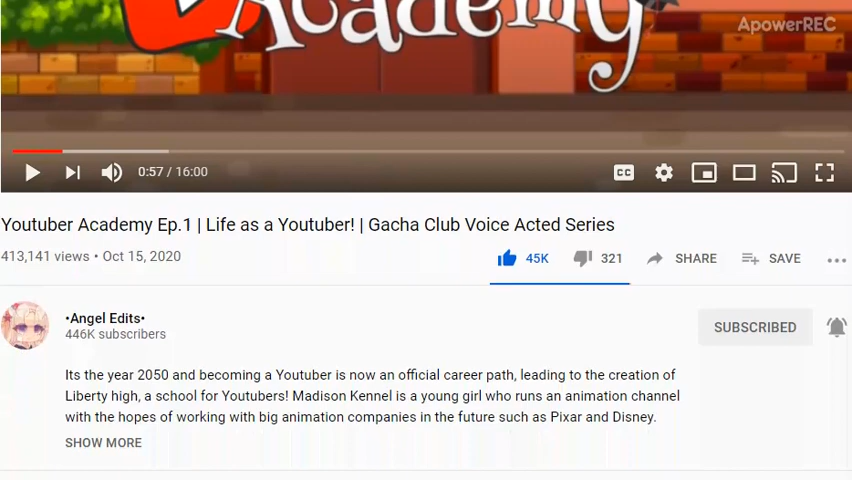 Academy
ApowerREC
0:57 / 16:00
CC
Youtuber Academy Ep.1 | Life as a Youtuber! | Gacha Club Voice Acted Series
413,141 views • Oct 15, 2020
45K 321 SHARE SAVE
•Angel Edits•
446K subscribers
SUBSCRIBED
Its the year 2050 and becoming a Youtuber is now an official career path, leading to the creation of
Liberty high, a school for Youtubers! Madison Kennel is a young girl who runs an animation channel
with the hopes of working with big animation companies in the future such as Pixar and Disney.
SHOW MORE